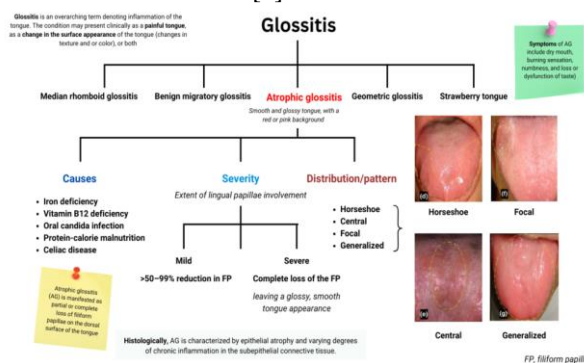 Glossitis is an overarching term denoting inflammation of the
tongue. The condition may present clinically as a painful tongue,
as a change in the surface appearance of the tongue (changes in
texture and or color), or both
Glossitis
Symptoms of AG
include dry mouth,
burning sensation,
numbness, and loss or
dysfunction of taste)
Median rhomboid glossitis
Benign migratory glossitis
Atrophic glossitis
Geometric glossitis
Strawberry tongue
Smooth and glossy tongue, with a
red or pink background
Causes
Severity
Distribution/pattern
Extent of lingual papillae involvement
• Iron deficiency
• Vitamin B12 deficiency
• Oral candida infection
• Protein-calorie malnutrition
• Celiac disease
• Horseshoe
• Central
• Focal
• Generalized
(d)
(f)
Horseshoe
Focal
Mild
Severe
>50–99% reduction in FP
Complete loss of the FP
leaving a glossy, smooth
tongue appearance
(e)
(g)
Central
Generalized
Atrophic glossitis
(AG) is manifested as
partial or complete
loss of filiform
papillae on the dorsal
surface of the tongue
Histologically, AG is characterized by epithelial atrophy and varying degrees
of chronic inflammation in the subepithelial connective tissue.
FP, filiform papill